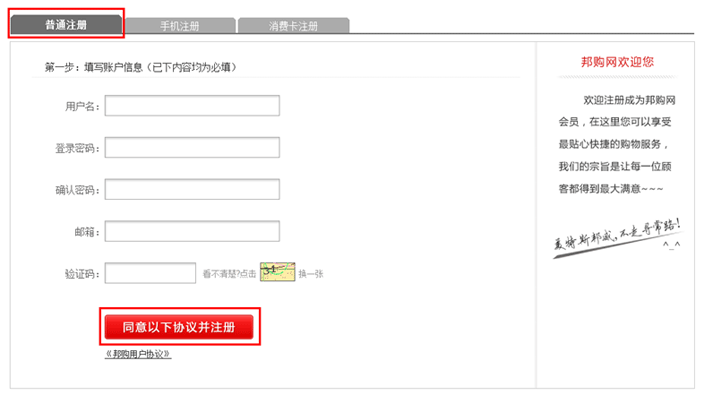 普通注册 手机注册 消费卡注册
第一步：填写账户信息（已下内容均为必填）
用户名：
登录密码：
确认密码：
邮箱：
验证码： 看不清楚?点击 换一张
同意以下协议并注册
《邦购用户协议》
邦购网欢迎您
欢迎注册成为邦购网
会员，在这里您可以享受
最贴心快捷的购物服务，
我们的宗旨是让每一位顾
客都得到最大满意~~~
美特斯邦威，不走寻常路！
^_^